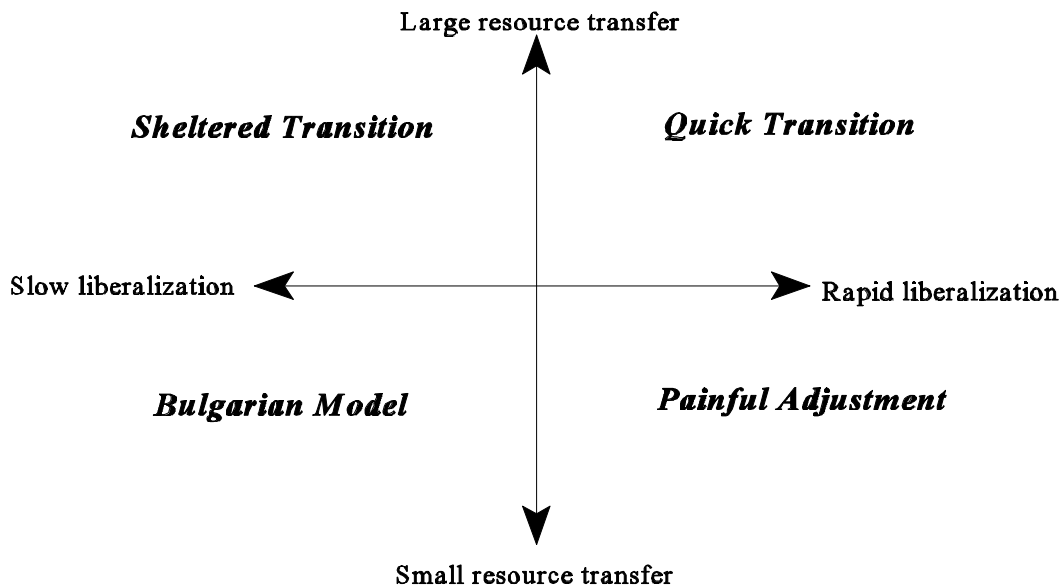 Large resource transfer
Sheltered Transition
Quick Transition
Slow liberalization
Rapid liberalization
Bulgarian Model
Painful Adjustment
Small resource transfer